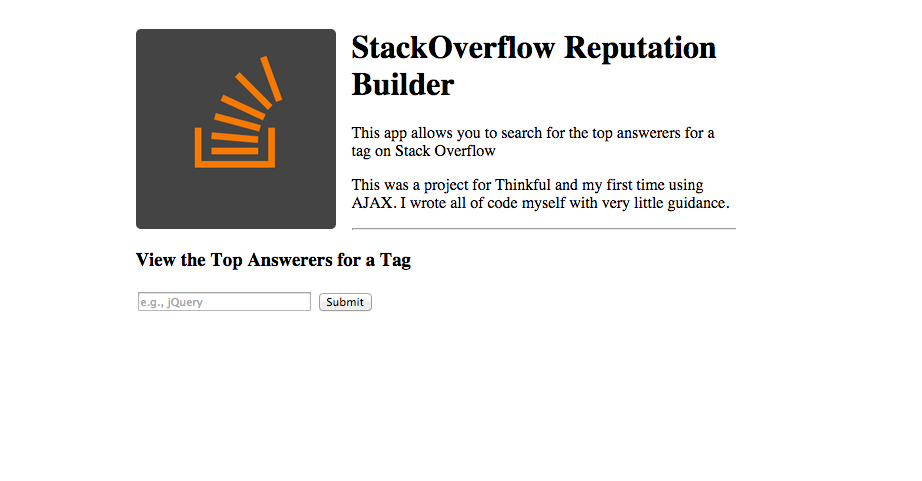 StackOverflow Reputation
Builder
This app allows you to search for the top answerers for a
tag on Stack Overflow
This was a project for Thinkful and my first time using
AJAX. I wrote all of code myself with very little guidance.
View the Top Answerers for a Tag
e.g., jQuery
Submit